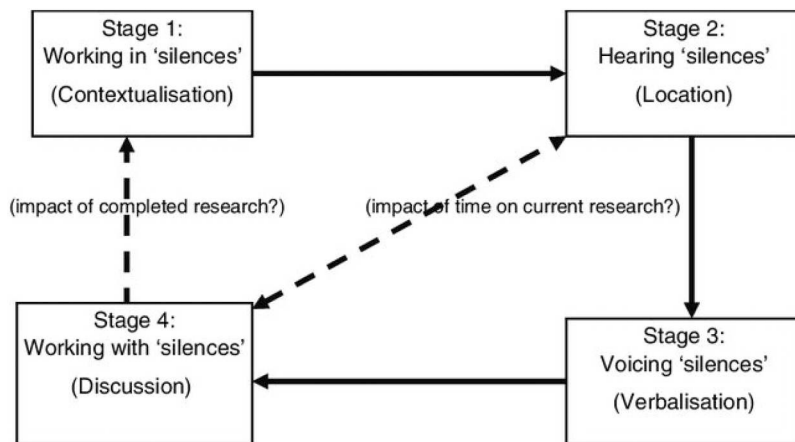 Stage 1:
Working in ‘silences’
(Contextualisation)
Stage 2:
Hearing ‘silences’
(Location)
(impact of completed research?)
(impact of time on current research?)
Stage 4:
Working with ‘silences’
(Discussion)
Stage 3:
Voicing ‘silences’
(Verbalisation)